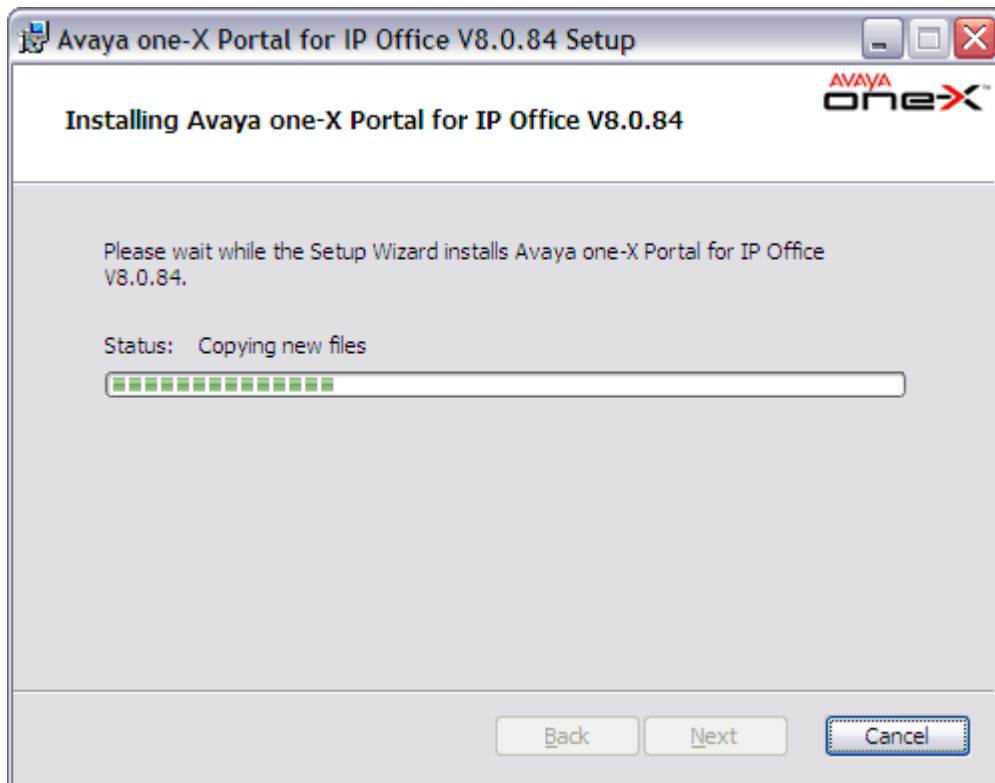 Avaya one-X Portal for IP Office V8.0.84 Setup
AVAYA
one-X™
Installing Avaya one-X Portal for IP Office V8.0.84
Please wait while the Setup Wizard installs Avaya one-X Portal for IP Office
V8.0.84.
Status: Copying new files
Back Next Cancel